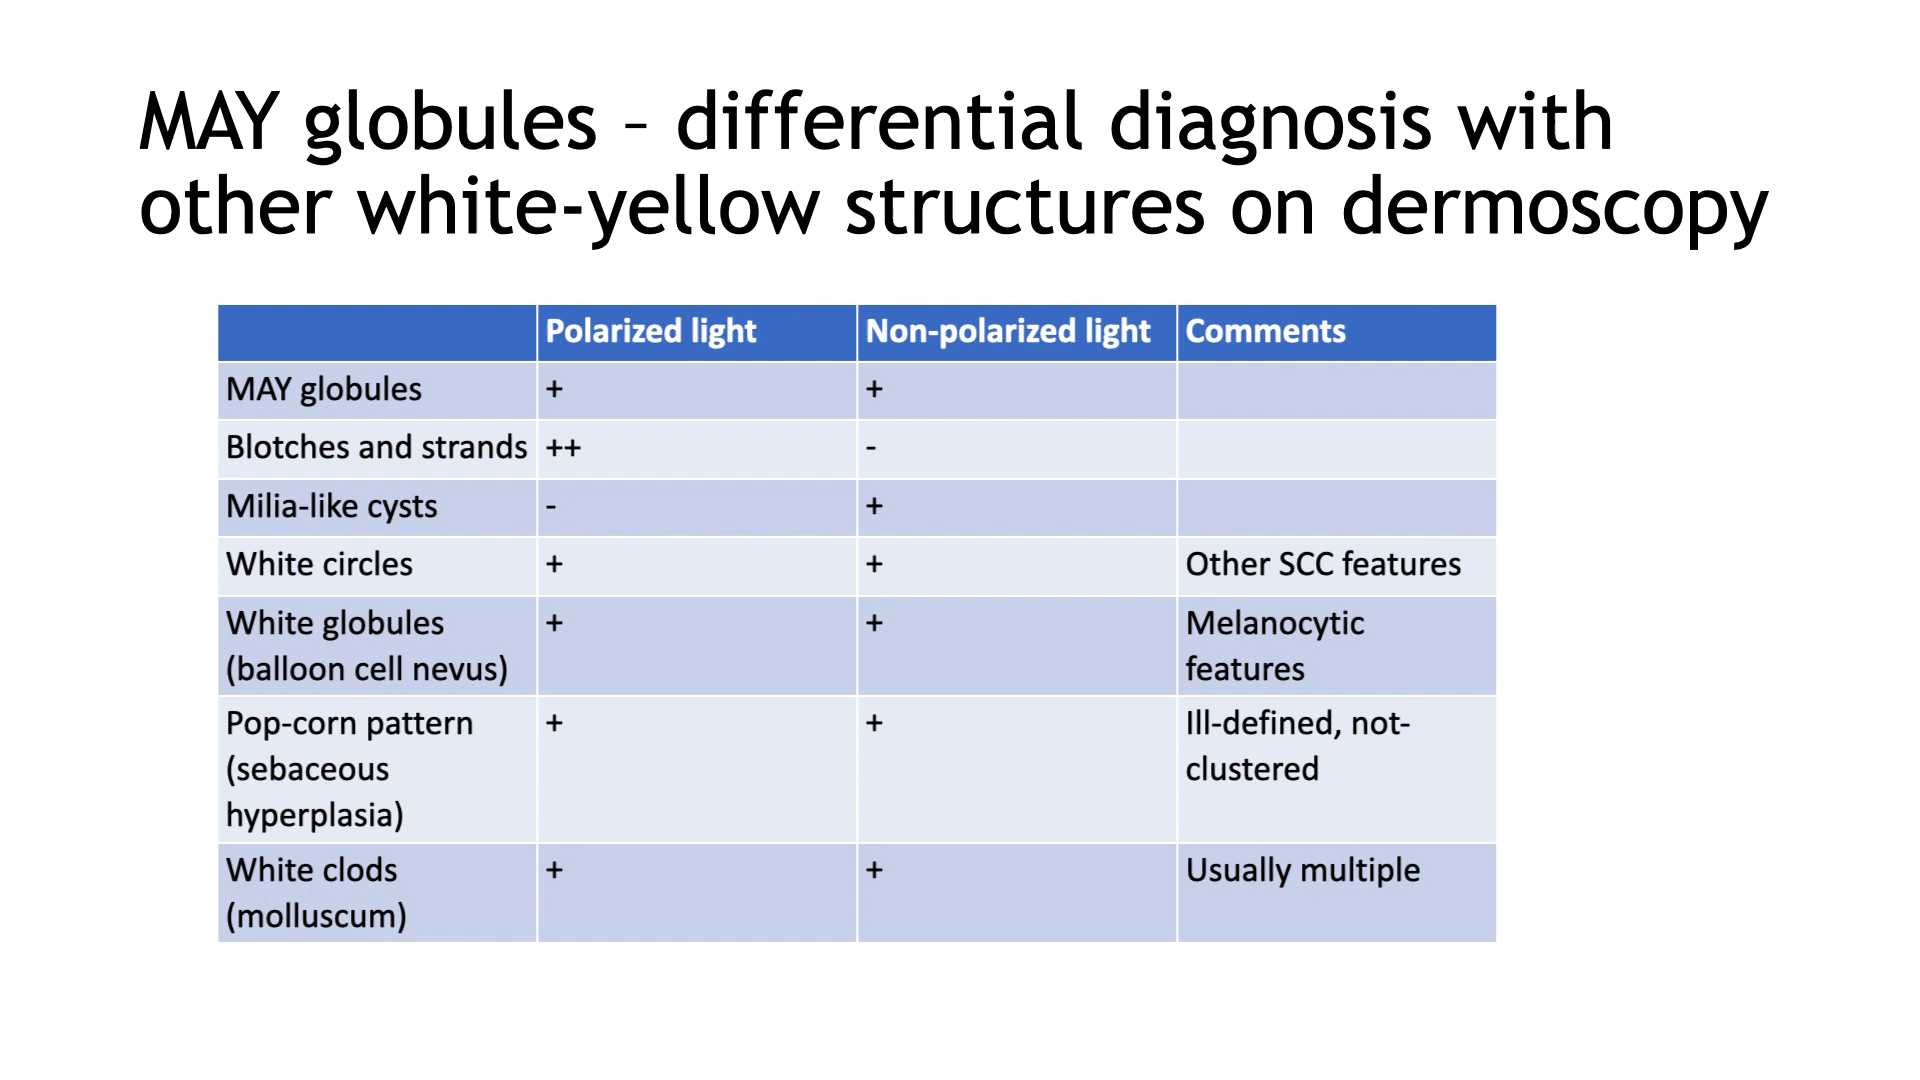 MAY globules – differential diagnosis with
other white-yellow structures on dermoscopy
Polarized light Non-polarized light Comments
MAY globules + +
Blotches and strands ++ -
Milia-like cysts - +
White circles + + Other SCC features
White globules + + Melanocytic
(balloon cell nevus) features
Pop-corn pattern + + Ill-defined, not-
(sebaceous clustered
hyperplasia)
White clods + + Usually multiple
(molluscum)